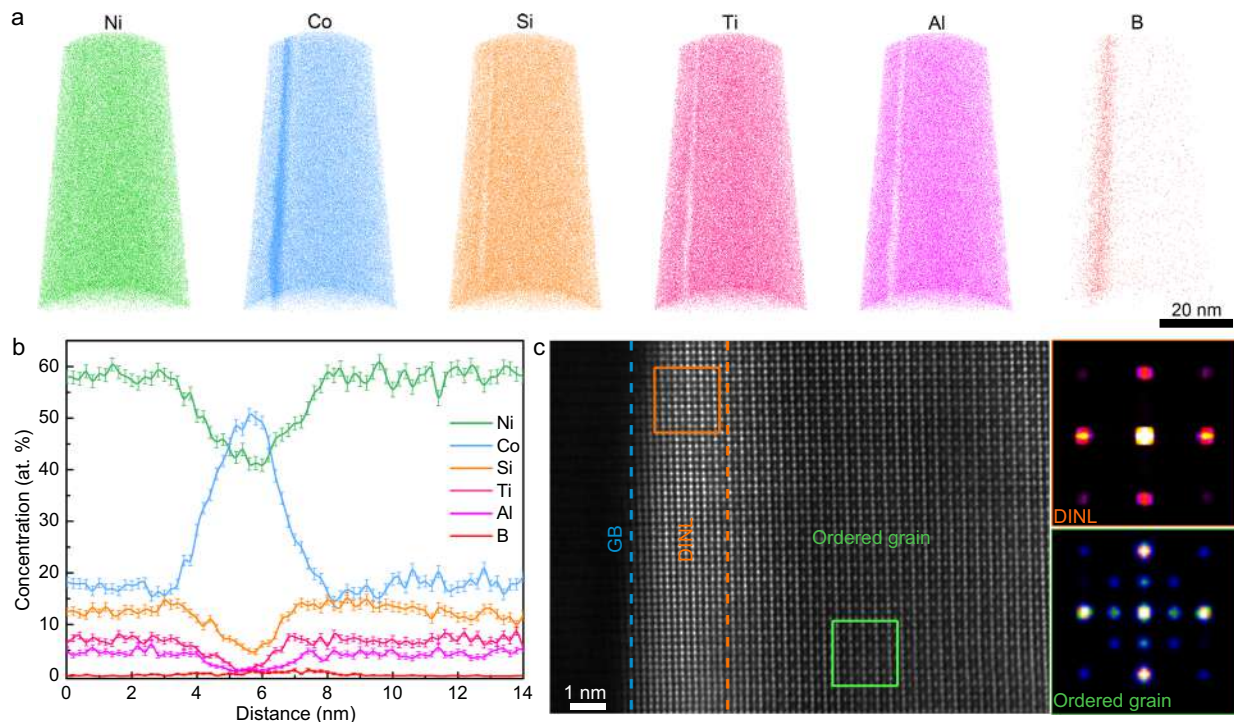 a
Ni Co Si Ti Al B
20 nm
b
60
50
40
30
20
10
0
Concentration (at. %)
Ni
Co
Si
Ti
Al
B
0 2 4 6 8 10 12 14
Distance (nm)
c
GB
DINL
Ordered grain
1 nm
DINL
Ordered grain